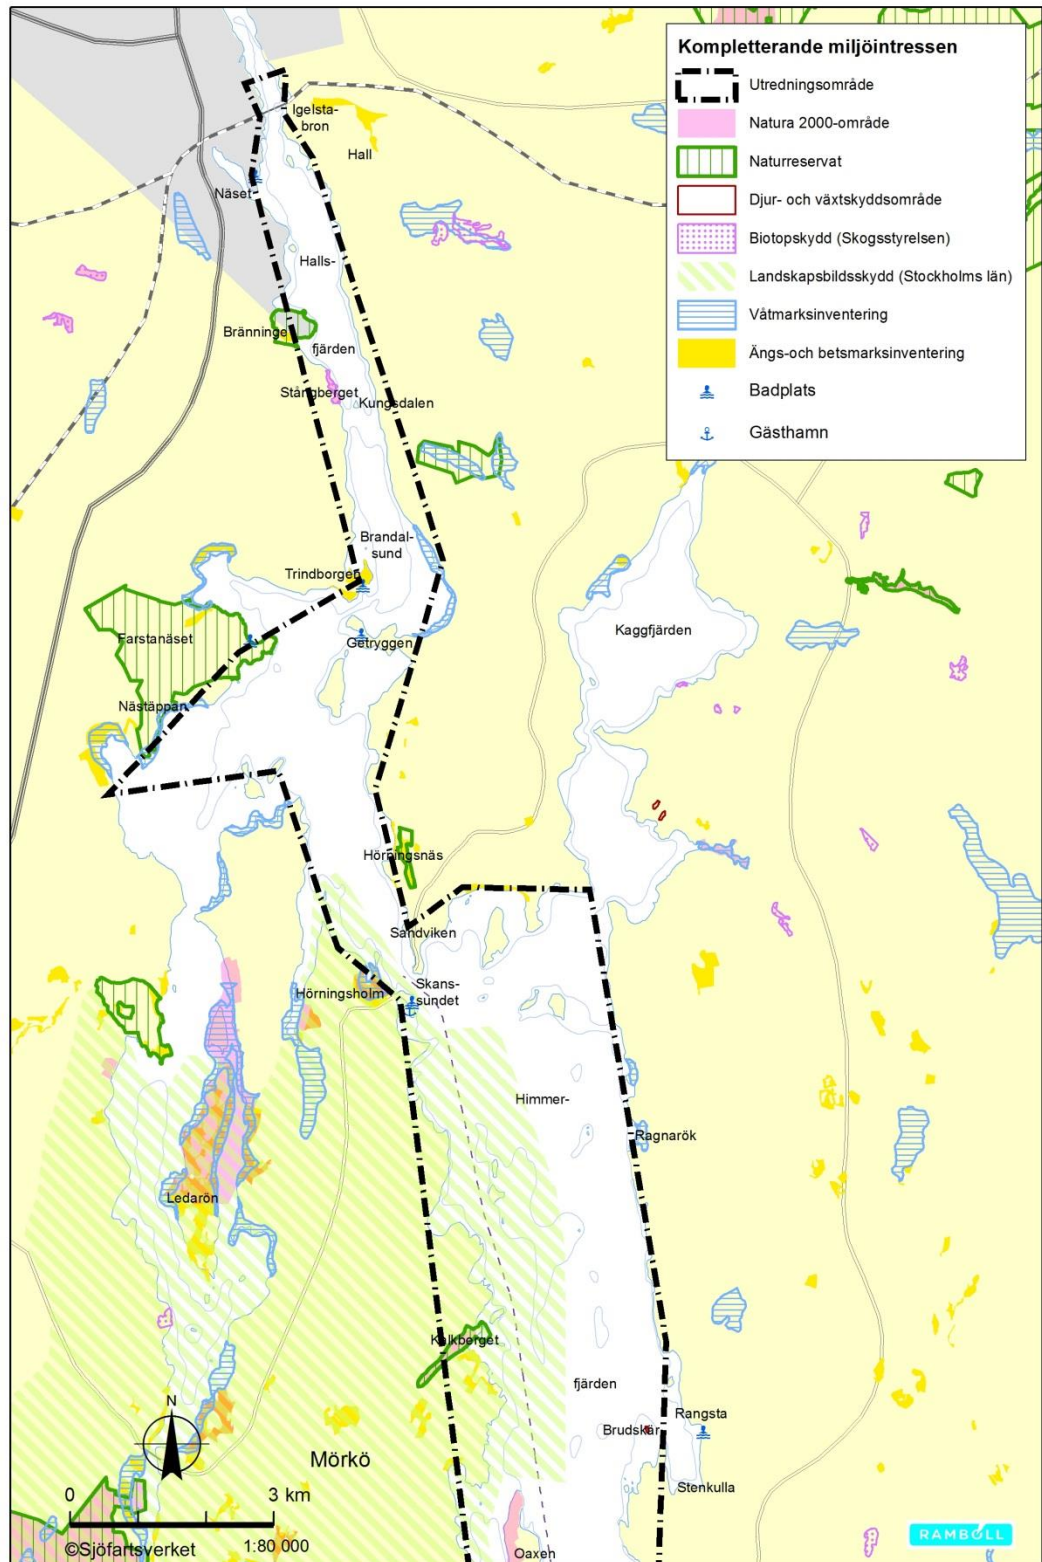 Kompletterande miljöintressen
Utredningsområde
Natura 2000-område
Naturreservat
Djur- och växtskyddsområde
Biotopskydd (Skogsstyrelsen)
Landskapsbildsskydd (Stockholms län)
Våtmarksinventering
Ängs-och betsmarksinventering
Badplats
Gästhamn
Igelsta-
bron
Hall
Näset
Halls-
Bränninge
fjärden
Stångberget
Kungsdalen
Brandal-
sund
Trindborgen
Farstanäset
Getryggen
Kaggfjärden
Nästäppan
Hörningsnäs
Sandviken
Skans-
sundet
Hörningsholm
Himmer-
Ragnarök
Ledarön
Kalkberget
fjärden
Rangsta
Brudskär
Stenkulla
N
Mörkö
0 3 km
©Sjöfartsverket 1:80 000
Oaxen
RAMBÖLL